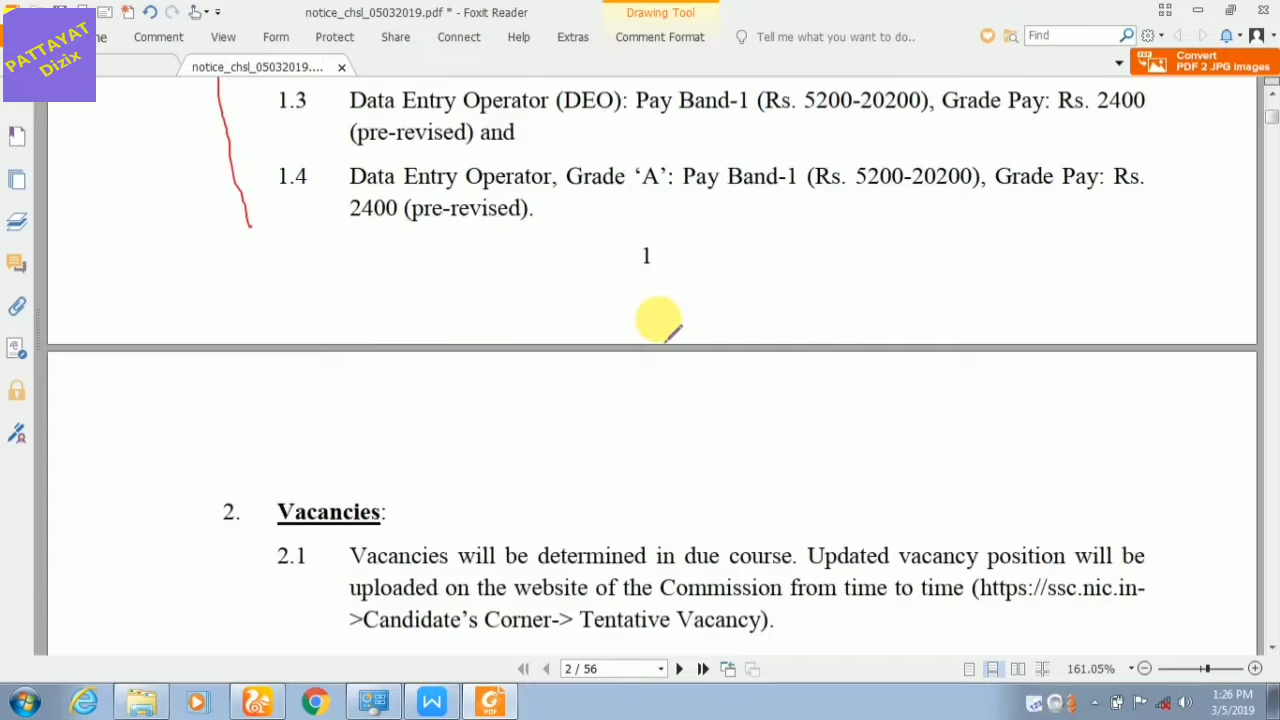 notice_chsl_05032019.pdf * - Foxit Reader
Drawing Tool
me
Comment
View
Form
Protect
Share
Connect
Help
Extras
Comment Format
Tell me what you want to do..
Find
PATTAYAT
Dizix
notice_chsl_05032019....
Convert
PDF 2 JPG Images
1.3 Data Entry Operator (DEO): Pay Band-1 (Rs. 5200-20200), Grade Pay: Rs. 2400
(pre-revised) and
1.4 Data Entry Operator, Grade ‘A’: Pay Band-1 (Rs. 5200-20200), Grade Pay: Rs.
2400 (pre-revised).
1
2. Vacancies:
2.1 Vacancies will be determined in due course. Updated vacancy position will be
uploaded on the website of the Commission from time to time (https://ssc.nic.in-
>Candidate’s Corner-> Tentative Vacancy).
2 / 56
161.05%
PDF
1:26 PM
3/5/2019